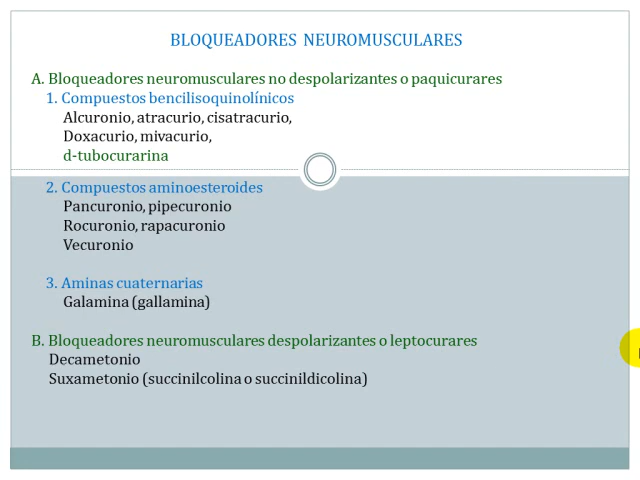 BLOQUEADORES NEUROMUSCULARES
A. Bloqueadores neuromusculares no despolarizantes o paquicurares
1. Compuestos bencilisoquinolínicos
Alcuronio, atracurio, cisatracurio,
Doxacurio, mivacurio,
d-tubocurarina
2. Compuestos aminoesteroides
Pancuronio, pipecuronio
Rocuronio, rapacuronio
Vecuronio
3. Aminas cuaternarias
Galamina (gallamina)
B. Bloqueadores neuromusculares despolarizantes o leptocurares
Decametonio
Suxametonio (succinilcolina o succinildicolina)